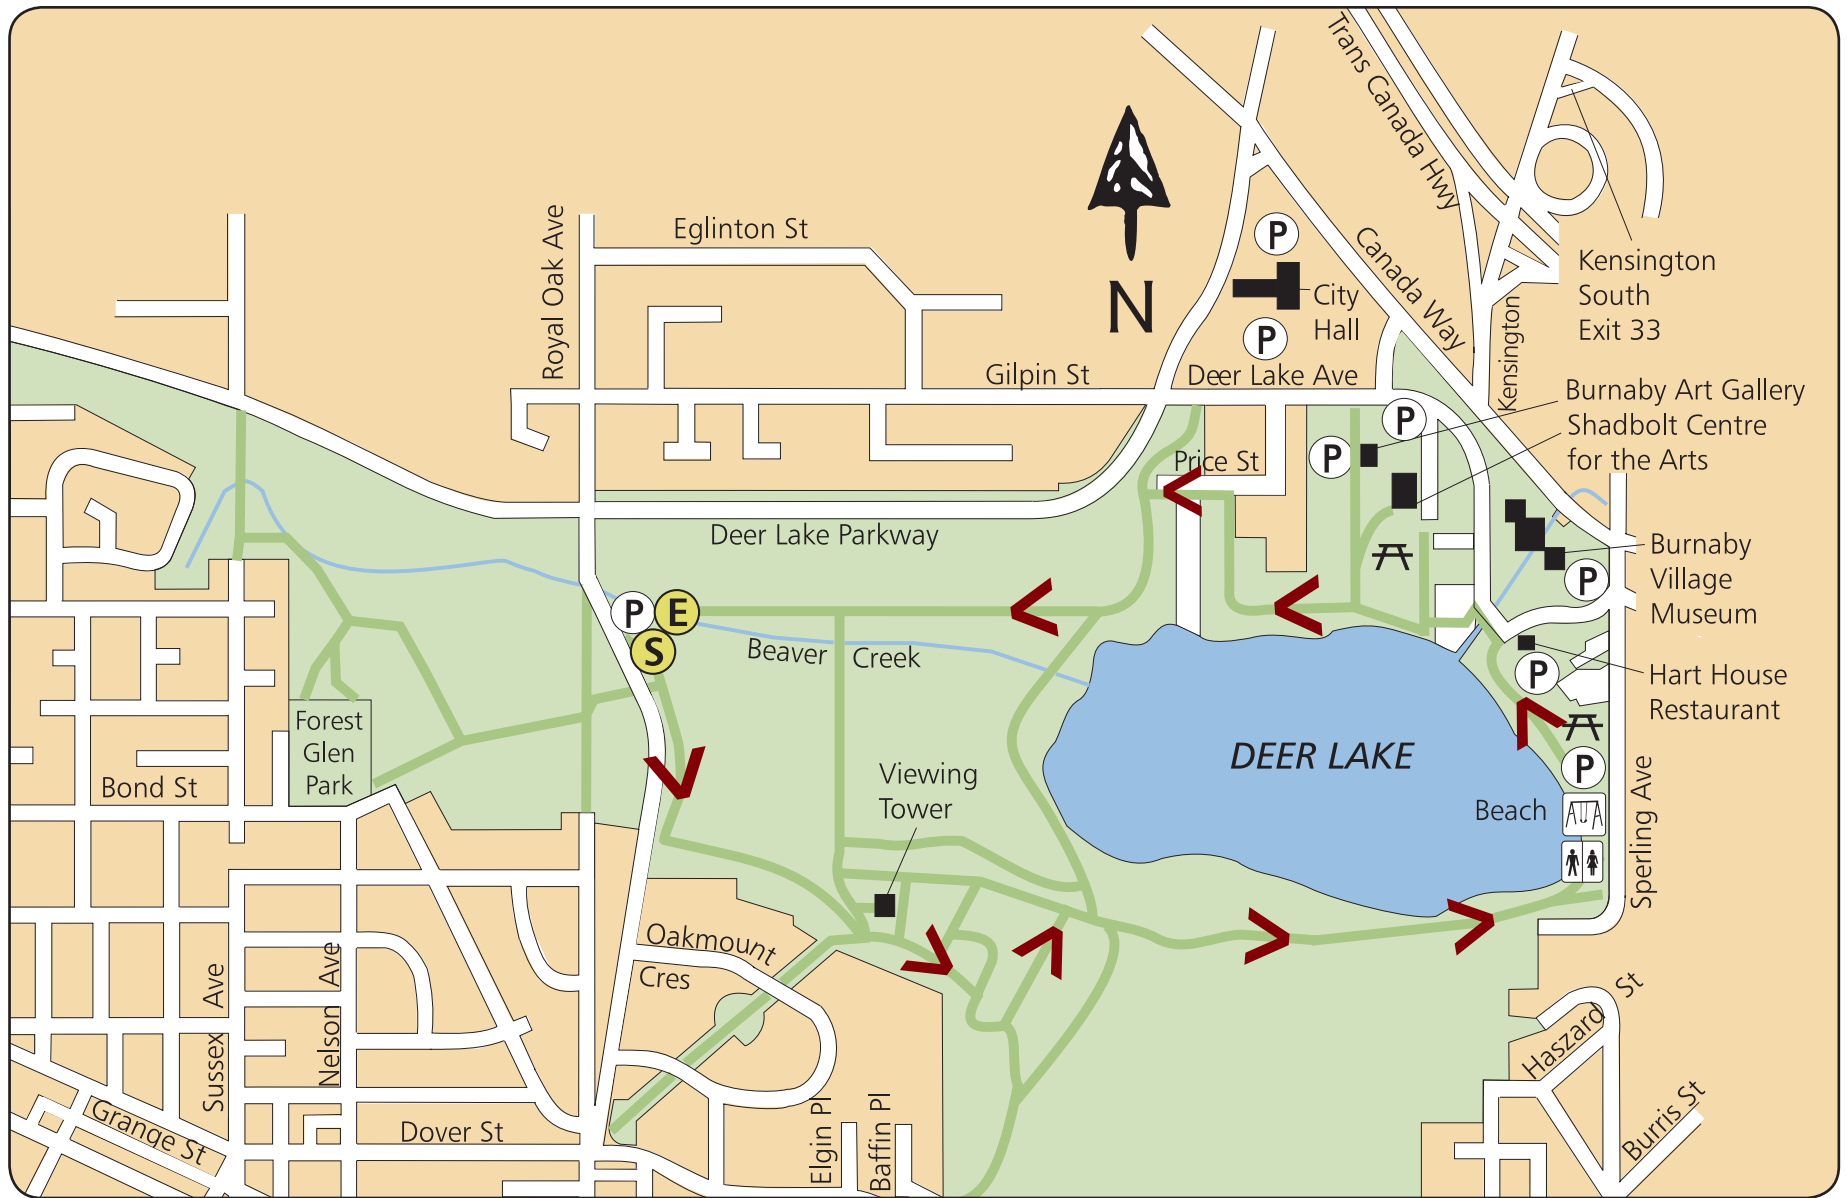 Trans Canada Hwy
Royal Oak Ave
Eglinton St
Canada Way
P
N
City
Hall
P
Kensington
South
Exit 33
Kensington
Gilpin St
Deer Lake Ave
Burnaby Art Gallery
Shadbolt Centre
for the Arts
P
P
Price St
Deer Lake Parkway
Burnaby
Village
Museum
P
P
E
S
Beaver Creek
Hart House
Restaurant
P
Forest
Glen
Park
DEER LAKE
Viewing
Tower
Bond St
P
Beach
Sperling Ave
Oakmount
Cres
Sussex Ave
Nelson Ave
Haszard St
Grange St
Dover St
Elgin Pl
Baffin Pl
Burris St